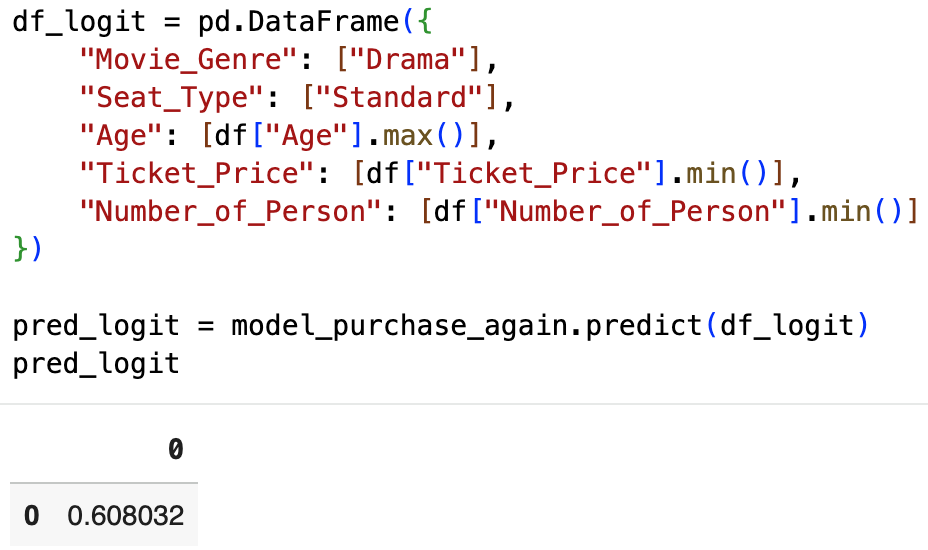 df_logit = pd.DataFrame({
    "Movie_Genre": ["Drama"],
    "Seat_Type": ["Standard"],
    "Age": [df["Age"].max()],
    "Ticket_Price": [df["Ticket_Price"].min()],
    "Number_of_Person": [df["Number_of_Person"].min()]
})
pred_logit = model_purchase_again.predict(df_logit)
pred_logit
0
0 0.608032